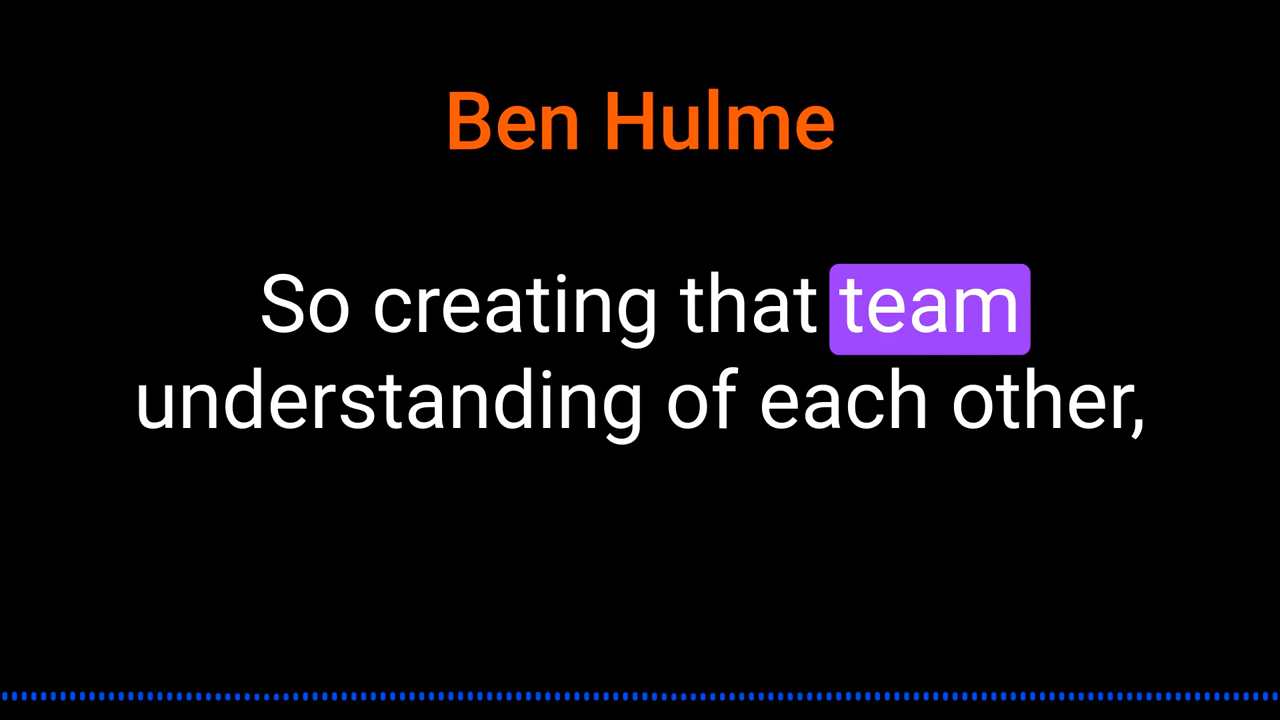 Ben Hulme
So creating that team
understanding of each other,